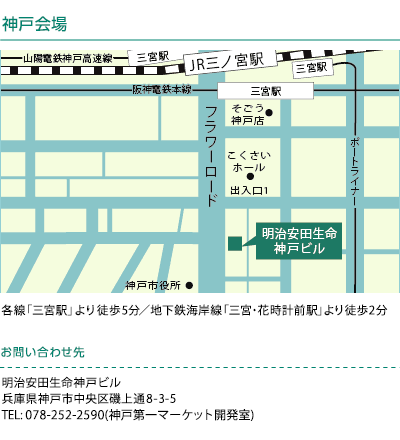 神戸会場
山陽電鉄神戸高速線
三宮駅
JR三ノ宮駅
三宮駅
阪神電鉄本線
三宮駅
そごう
神戸店
フラワーロード
こくさい
ホール
出入口1
ポートライナー
明治安田生命
神戸ビル
神戸市役所
各線「三宮駅」より徒歩5分／地下鉄海岸線「三宮・花時計前駅」より徒歩2分
お問い合わせ先
明治安田生命神戸ビル
兵庫県神戸市中央区磯上通8-3-5
TEL: 078-252-2590(神戸第一マーケット開発室)